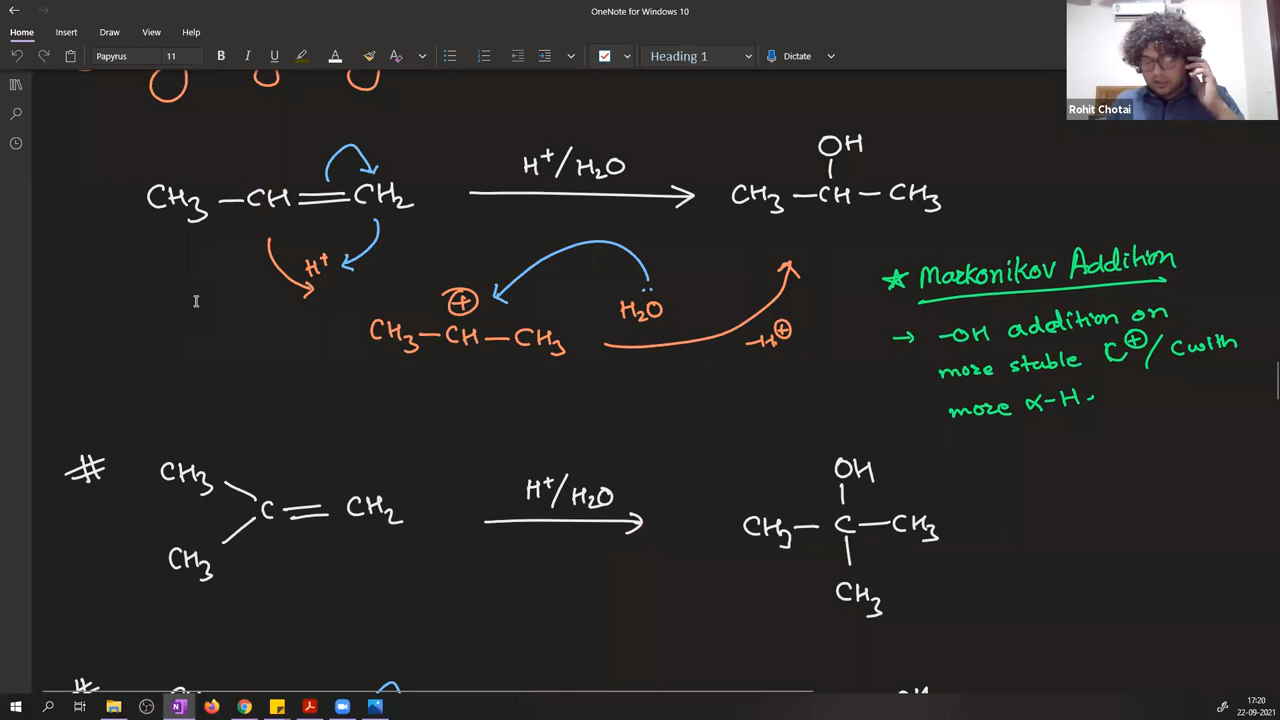 OneNote for Windows 10
Home Insert Draw View Help
Papyrus 11 B I U A Heading 1 Dictate
Rohit Chotai
OH
H+/H2O
CH3 – CH = CH2
CH3 – CH – CH3
H+
Markonikov Addition
H2O
CH3 – CH – CH3
-H⊕
→ -OH addition on
more stable C⊕/ C with
more α-H.
#
CH3
OH
H+/H2O
C = CH2
CH3 – C – CH3
CH3
CH3
#
17:20
22-09-2021